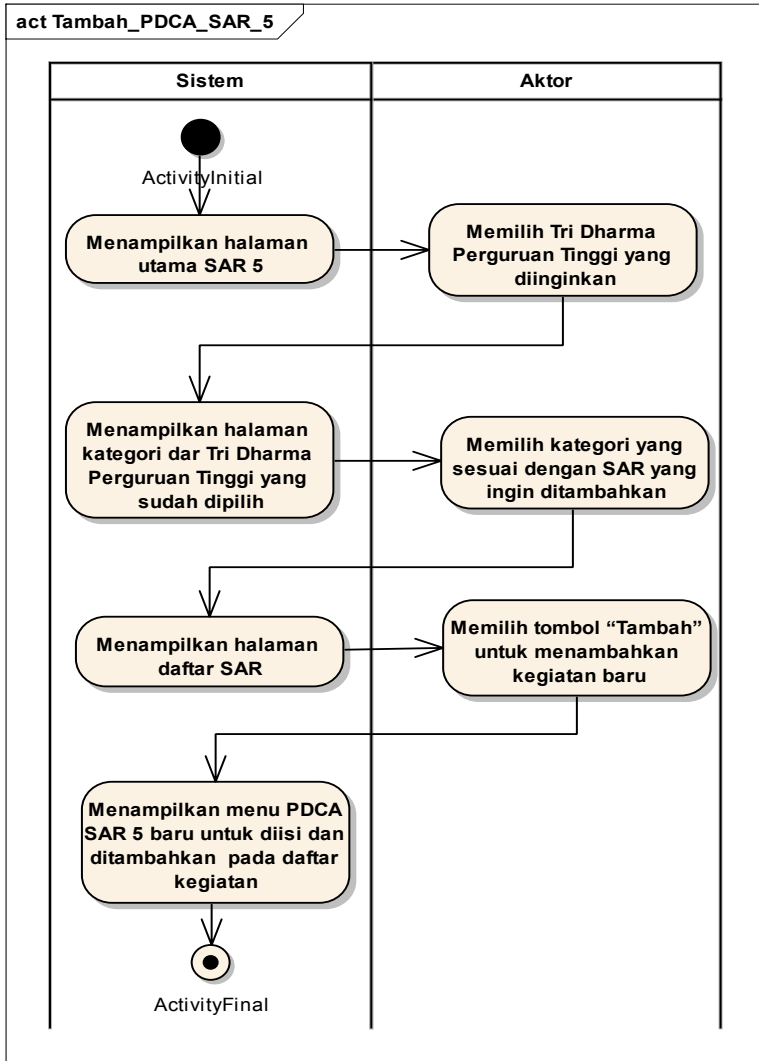 act Tambah_PDCA_SAR_5
Sistem
Aktor
ActivityInitial
Menampilkan halaman
utama SAR 5
Memilih Tri Dharma
Perguruan Tinggi yang
diinginkan
Menampilkan halaman
kategori dar Tri Dharma
Perguruan Tinggi yang
sudah dipilih
Memilih kategori yang
sesuai dengan SAR yang
ingin ditambahkan
Menampilkan halaman
daftar SAR
Memilih tombol “Tambah”
untuk menambahkan
kegiatan baru
Menampilkan menu PDCA
SAR 5 baru untuk diisi dan
ditambahkan pada daftar
kegiatan
ActivityFinal